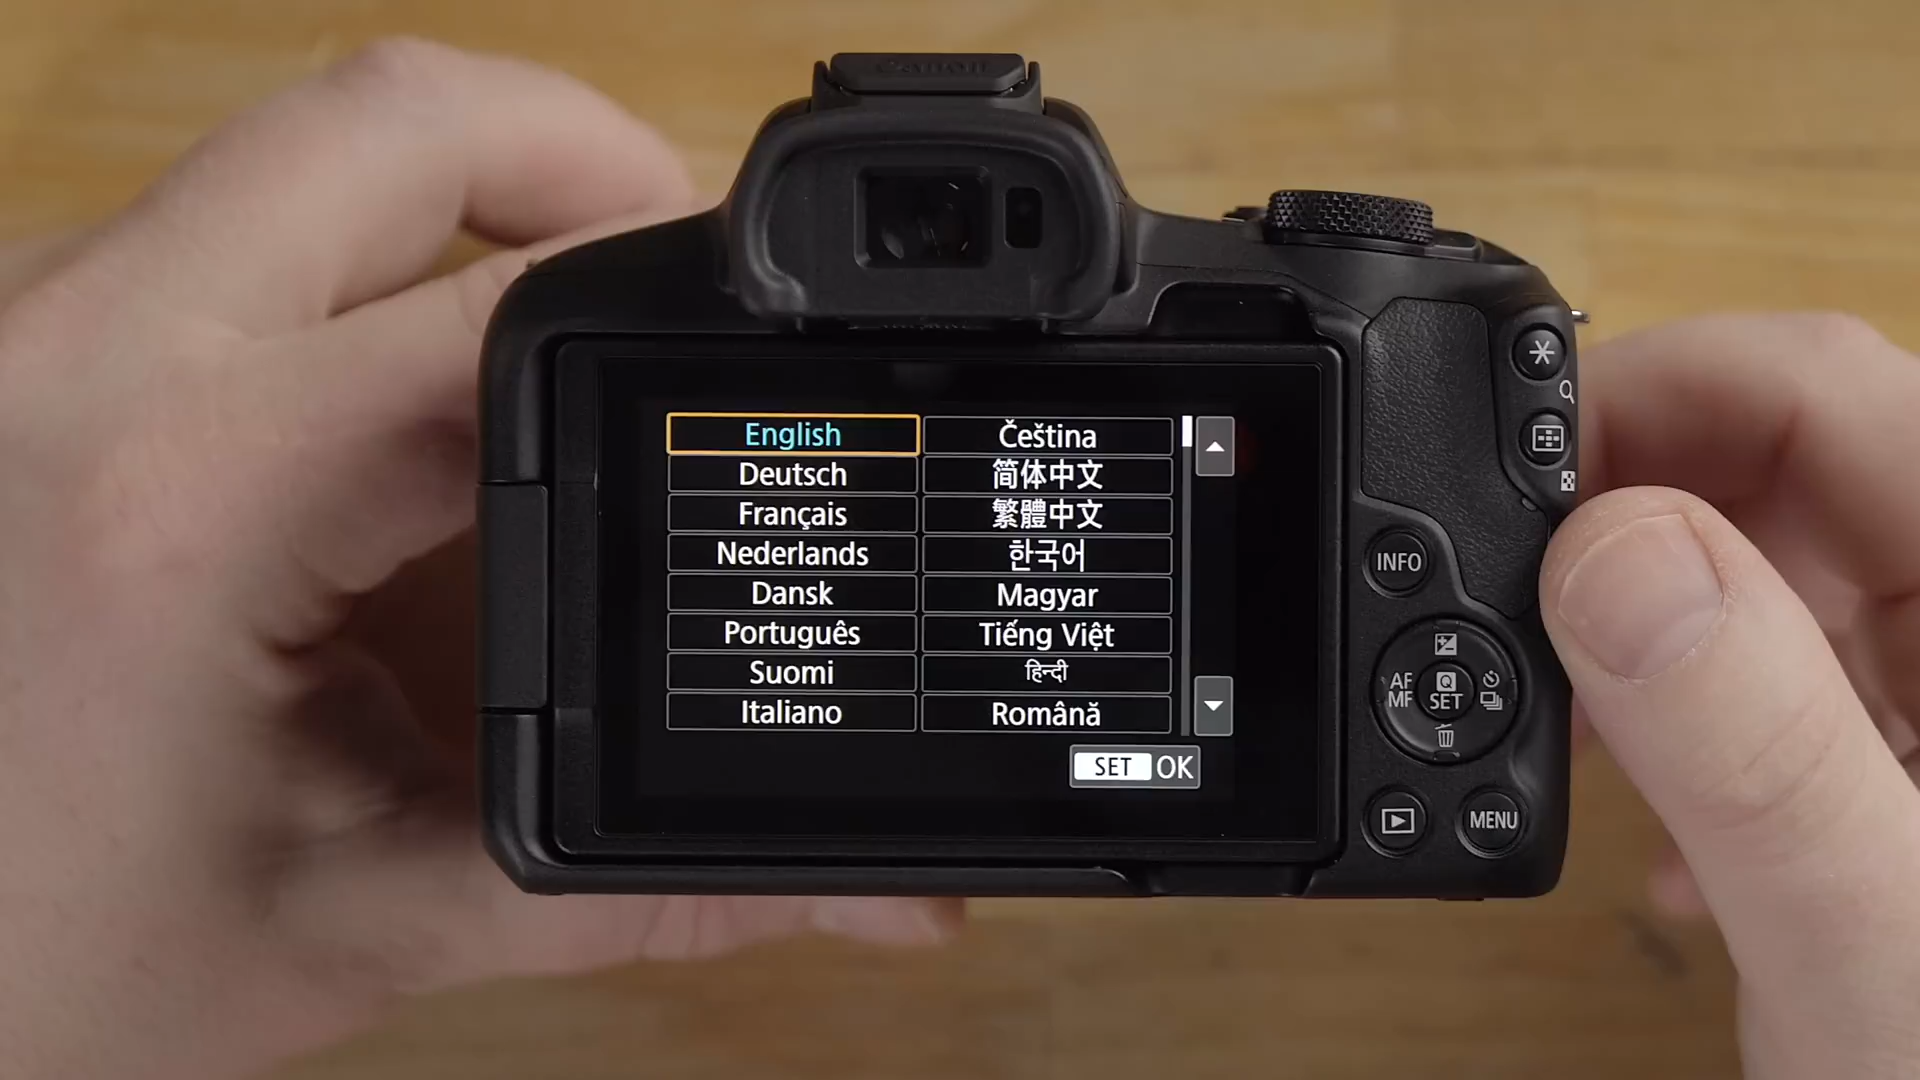 Canon
English
Čeština
Deutsch
简体中文
Français
繁體中文
Nederlands
한국어
Dansk
Magyar
Português
Tiếng Việt
Suomi
हिन्दी
Italiano
Română
SET OK
INFO
AF
MF
Q
SET
MENU